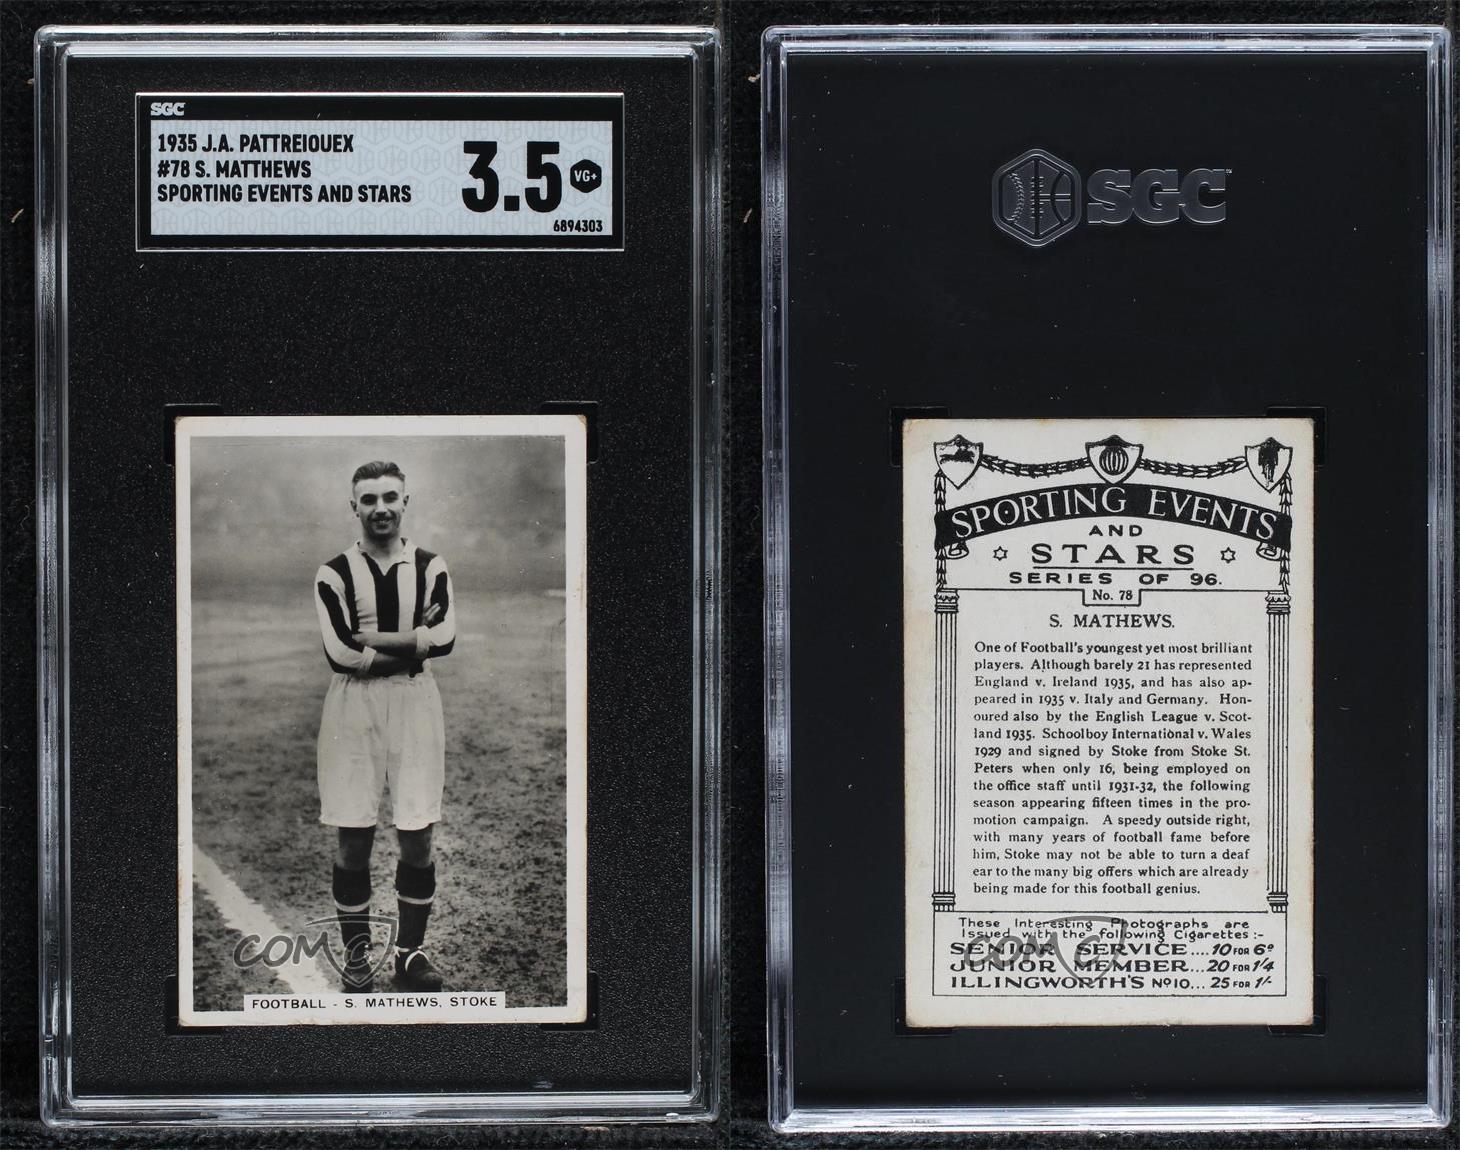 SGC
1935 J.A. PATTREIOUEX
#78 S. MATTHEWS
SPORTING EVENTS AND STARS
3.5
VG+
6894303
COMC
FOOTBALL - S. MATHEWS, STOKE
SGC
SPORTING EVENTS
AND
STARS
SERIES OF 96.
No. 78
S. MATHEWS.
One of Football's youngest yet most brilliant
players. Although barely 21 has represented
England v. Ireland 1935, and has also ap-
peared in 1935 v. Italy and Germany. Hon-
oured also by the English League v. Scot-
land 1935. Schoolboy International v. Wales
1929 and signed by Stoke from Stoke St.
Peters when only 16, being employed on
the office staff until 1931-32, the following
season appearing fifteen times in the pro-
motion campaign. A speedy outside right,
with many years of football fame before
him, Stoke may not be able to turn a deaf
ear to the many big offers which are already
being made for this football genius.
These Interesting Photographs are
Issued with the following Cigarettes:-
SENIOR SERVICE.... 10 FOR 6D
JUNIOR MEMBER... 20 FOR 1/4
ILLINGWORTH'S No 10... 25 FOR 1/-
COMC